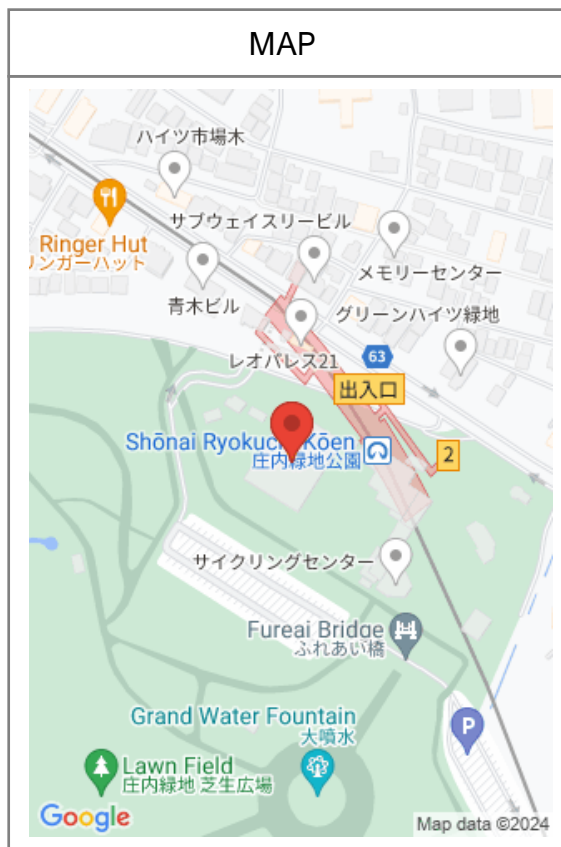 MAP
ハイツ市場木
サブウェイスリービル
Ringer Hut
リンガーハット
メモリーセンター
青木ビル
グリーンハイツ緑地
レオパレス21
63
出入口
Shōnai Ryokuchi Kōen
庄内緑地公園
2
サイクリングセンター
Fureai Bridge
ふれあい橋
Grand Water Fountain
大噴水
P
Lawn Field
庄内緑地 芝生広場
Google
Map data ©2024